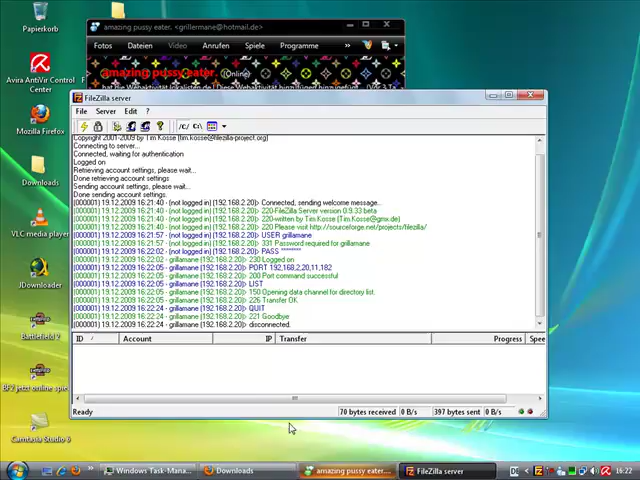 Papierkorb
Avira AntiVir Control
Center
Mozilla Firefox
Downloads
VLC media player
JDownloader
Battlefield 2
BF2 jetzt online spie
Camtasia Studio 6
amazing pussy eater. <grillermane@hotmail.de>
Fotos Dateien Video Anrufen Spiele Programme »
amazing pussy eater. (Online)
FileZilla server
File Server Edit ?
/C/ C:\
Copyright 2001-2009 by Tim Kosse (tim.kosse@filezilla-project.org)
Connecting to server...
Connected, waiting for authentication
Logged on
Retrieving account settings, please wait...
Done retrieving account settings
Sending account settings, please wait...
Done sending account settings.
(000001) 19.12.2009 16:21:40 - (not logged in) (192.168.2.20)> Connected, sending welcome message...
(000001) 19.12.2009 16:21:40 - (not logged in) (192.168.2.20)> 220-FileZilla Server version 0.9.33 beta
(000001) 19.12.2009 16:21:40 - (not logged in) (192.168.2.20)> 220-written by Tim Kosse (Tim.Kosse@gmx.de)
(000001) 19.12.2009 16:21:40 - (not logged in) (192.168.2.20)> 220 Please visit http://sourceforge.net/projects/filezilla/
(000001) 19.12.2009 16:21:57 - (not logged in) (192.168.2.20)> USER grillamane
(000001) 19.12.2009 16:21:57 - (not logged in) (192.168.2.20)> 331 Password required for grillamane
(000001) 19.12.2009 16:22:02 - (not logged in) (192.168.2.20)> PASS ********
(000001) 19.12.2009 16:22:02 - grillamane (192.168.2.20)> 230 Logged on
(000001) 19.12.2009 16:22:05 - grillamane (192.168.2.20)> PORT 192,168,2,20,11,182
(000001) 19.12.2009 16:22:05 - grillamane (192.168.2.20)> 200 Port command successful
(000001) 19.12.2009 16:22:05 - grillamane (192.168.2.20)> LIST
(000001) 19.12.2009 16:22:05 - grillamane (192.168.2.20)> 150 Opening data channel for directory list.
(000001) 19.12.2009 16:22:05 - grillamane (192.168.2.20)> 226 Transfer OK
(000001) 19.12.2009 16:22:24 - grillamane (192.168.2.20)> QUIT
(000001) 19.12.2009 16:22:24 - grillamane (192.168.2.20)> 221 Goodbye
(000001) 19.12.2009 16:22:24 - grillamane (192.168.2.20)> disconnected.
ID / Account IP Transfer Progress Spee
Ready 70 bytes received 0 B/s 397 bytes sent 0 B/s
» Windows Task-Mana... Downloads amazing pussy eater.... FileZilla server DE 16:22